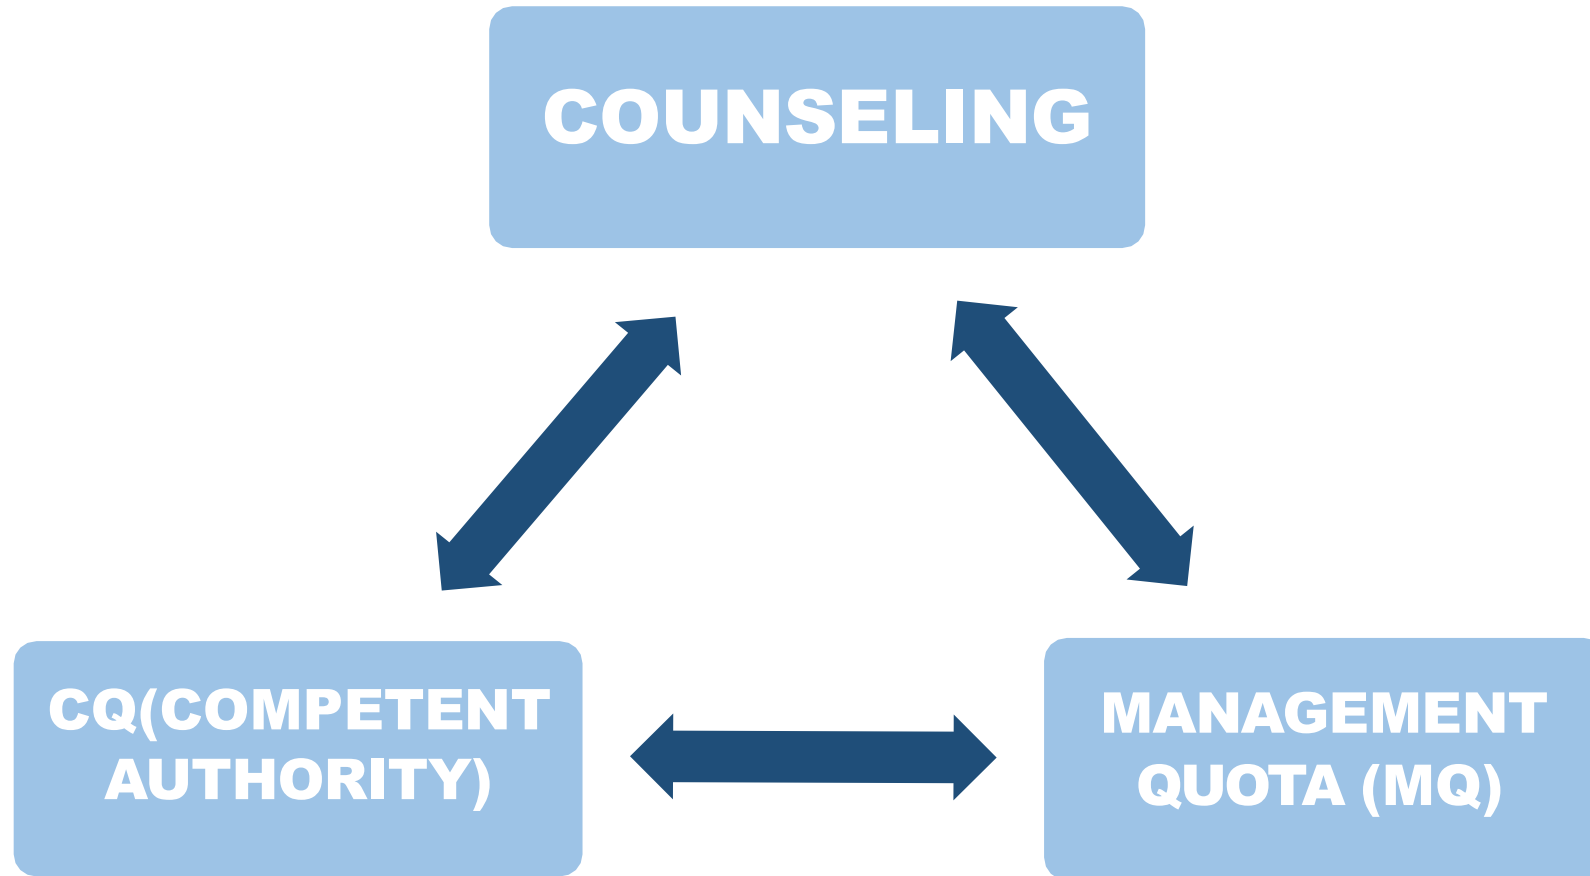 COUNSELING
CQ(COMPETENT
AUTHORITY)
MANAGEMENT
QUOTA (MQ)